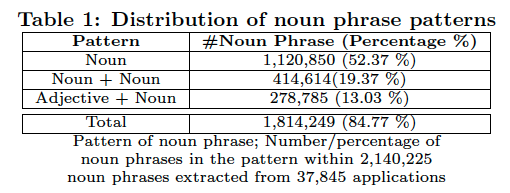 Table 1: Distribution of noun phrase patterns
Pattern #Noun Phrase (Percentage %)
Noun 1,120,850 (52.37 %)
Noun + Noun 414,614(19.37 %)
Adjective + Noun 278,785 (13.03 %)
Total 1,814,249 (84.77 %)
Pattern of noun phrase; Number/percentage of
noun phrases in the pattern within 2,140,225
noun phrases extracted from 37,845 applications